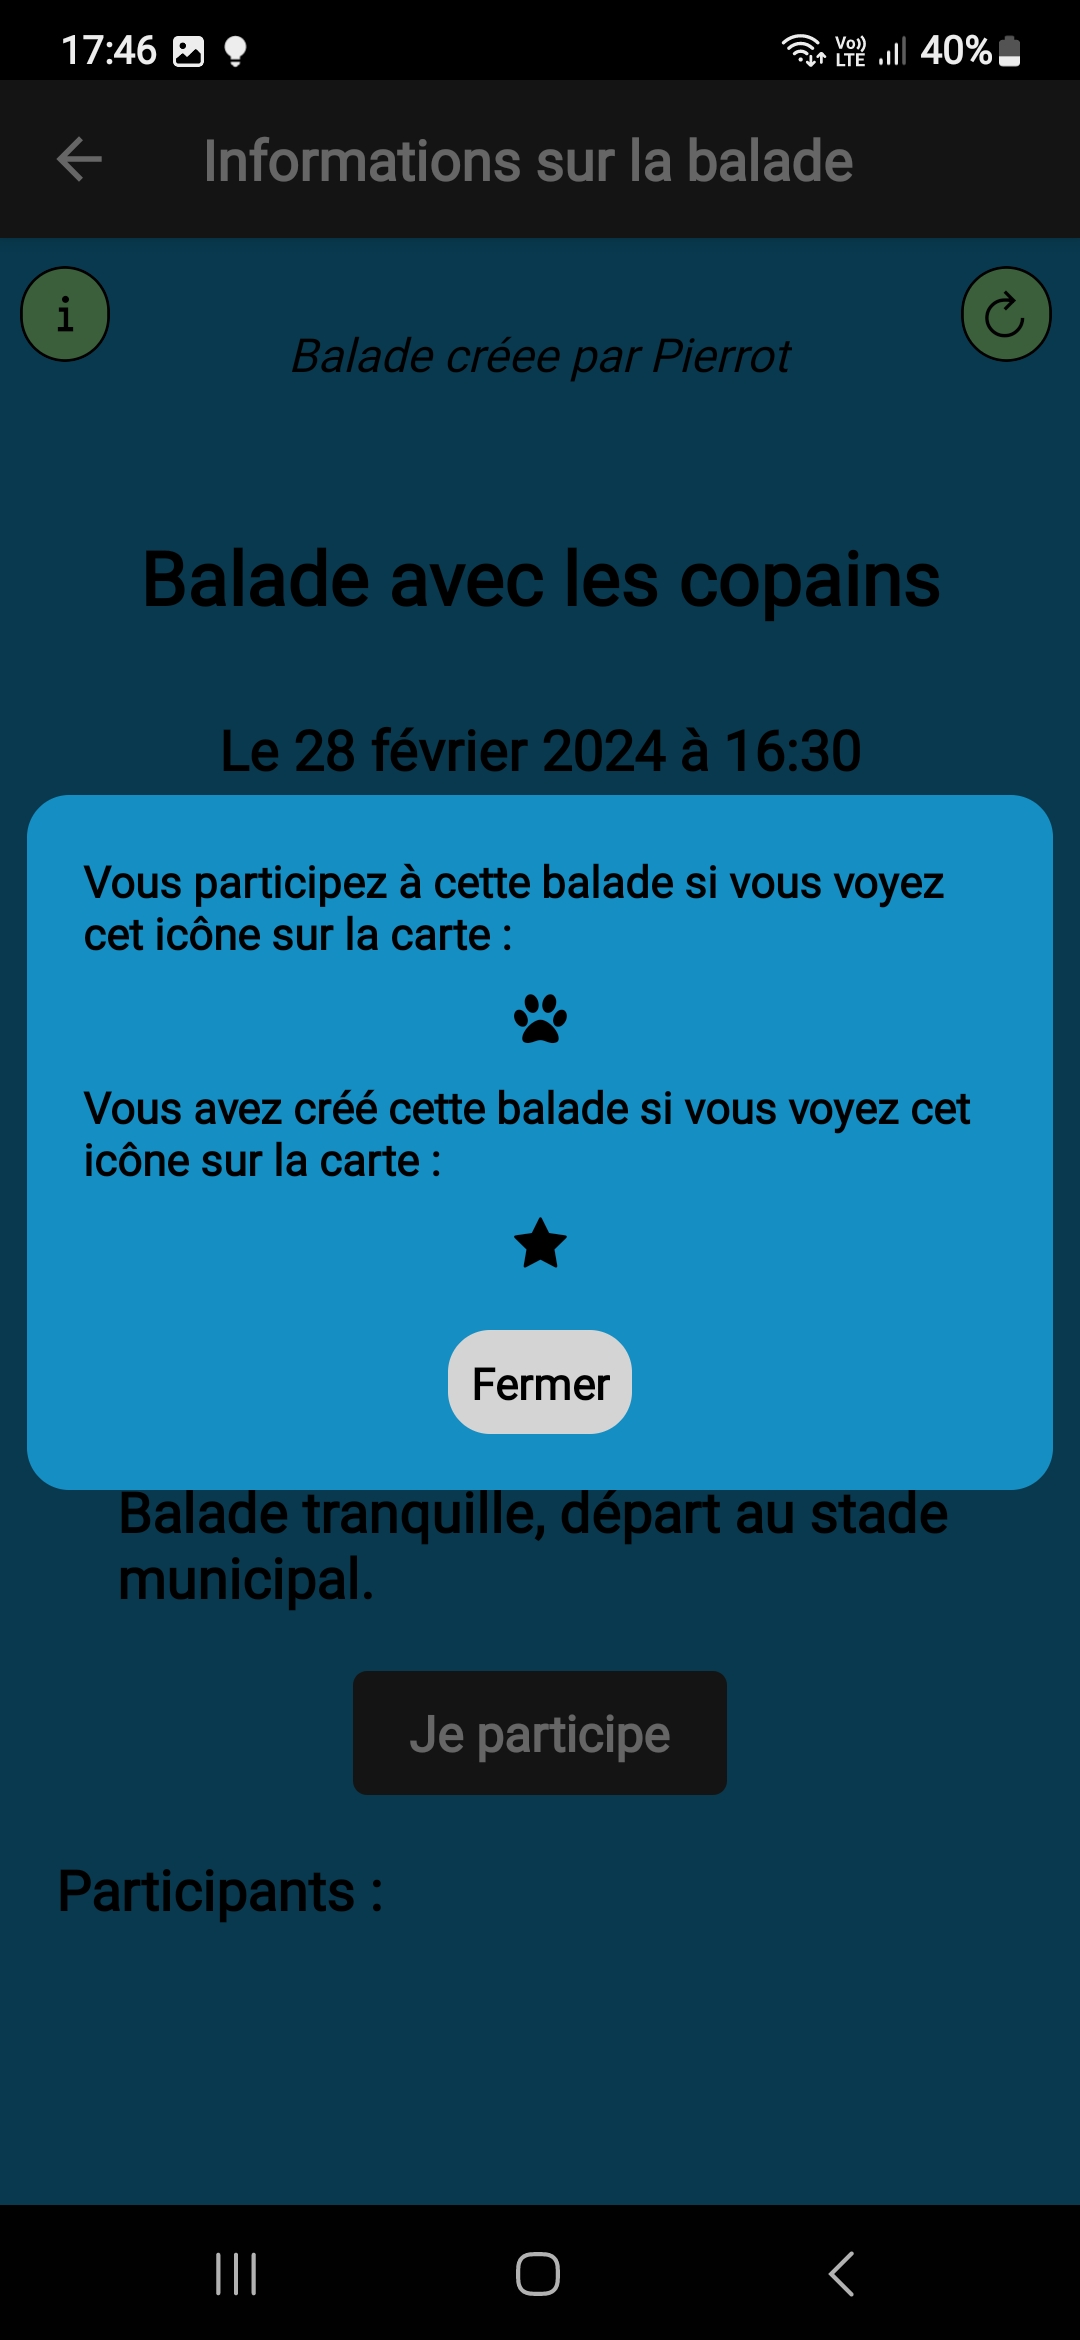 17:46
Vo)) LTE
40%
Informations sur la balade
i
Balade créee par Pierrot
Balade avec les copains
Le 28 février 2024 à 16:30
Vous participez à cette balade si vous voyez
cet icône sur la carte :
Vous avez créé cette balade si vous voyez cet
icône sur la carte :
Fermer
Balade tranquille, départ au stade
municipal.
Je participe
Participants :